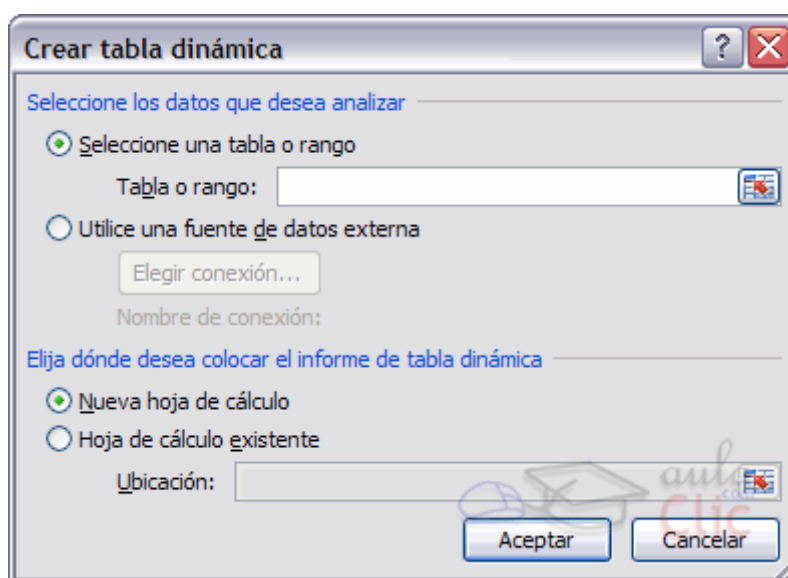 Crear tabla dinámica
?
Seleccione los datos que desea analizar
Seleccione una tabla o rango
Tabla o rango:
Utilice una fuente de datos externa
Elegir conexión...
Nombre de conexión:
Elija dónde desea colocar el informe de tabla dinámica
Nueva hoja de cálculo
Hoja de cálculo existente
Ubicación:
aula
.com
Clic
Aceptar Cancelar